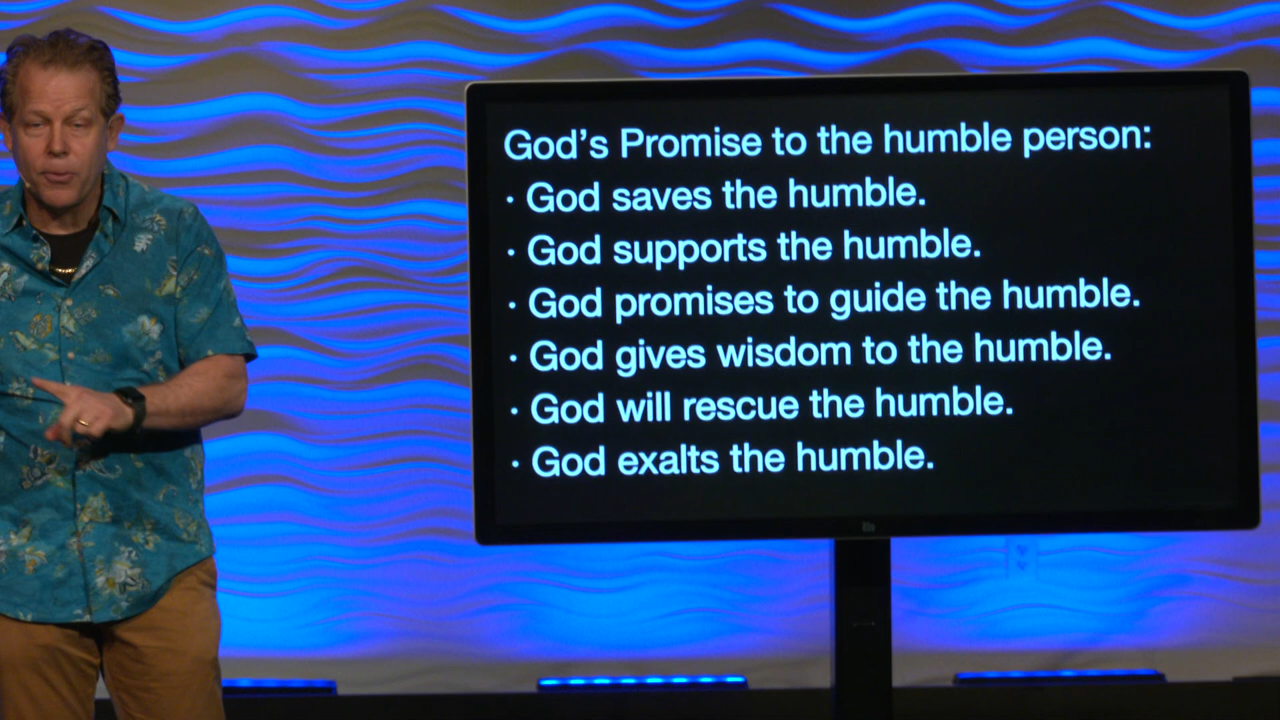 God’s Promise to the humble person:
· God saves the humble.
· God supports the humble.
· God promises to guide the humble.
· God gives wisdom to the humble.
· God will rescue the humble.
· God exalts the humble.